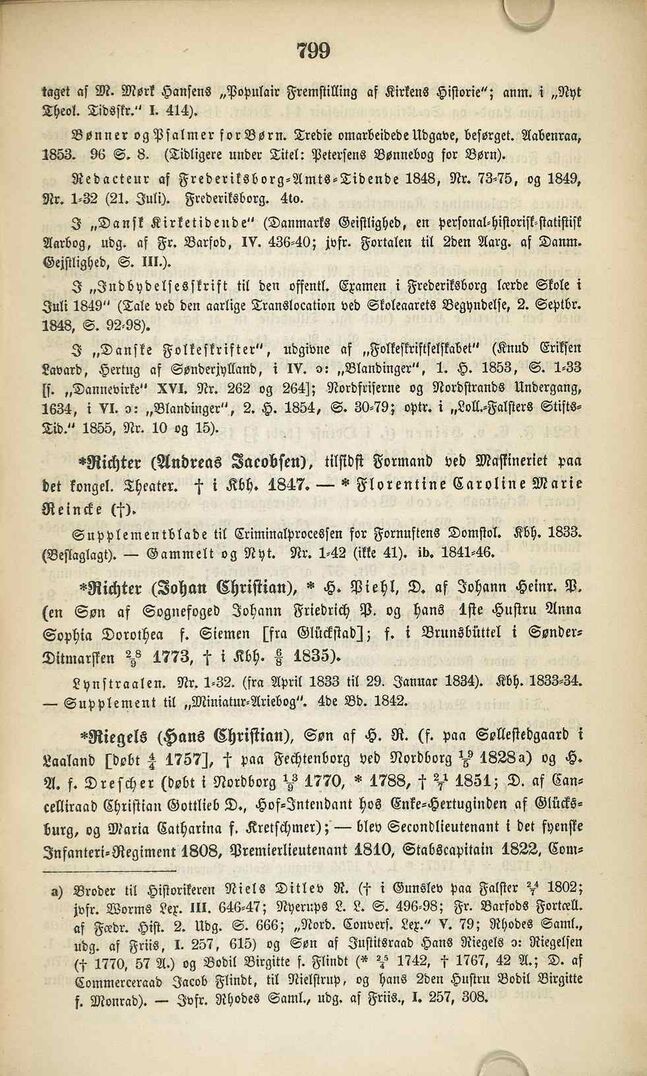 799
taget af M. Mørk Hansens „Populair Fremstilling af Kirkens Historie"; anm. i „Nyt
Theol. Tidsskr." I. 414).
Bønner og Psalmer for Børn. Tredie omarbeidede Udgave, besørget. Aabenraa,
1853. 96 S. 8. (Tidligere under Titel: Petersens Bønnebog for Børn).
Redacteur af Frederiksborg-Amts-Tidende 1848, Nr. 73-75, og 1849,
Nr. 1-32 (21. Juli). Frederiksborg. 4to.
I „Dansk Kirketidende" (Danmarks Geistlighed, en personal-historisk-statistisk
Aarbog, udg. af Fr. Barfod, IV. 436-40; jvfr. Fortalen til 2den Aarg. af Danm.
Geistlighed, S. III.).
I „Indbydelsesskrift til den offentl. Examen i Frederiksborg lærde Skole i
Juli 1849" (Tale ved den aarlige Translocation ved Skoleaarets Begyndelse, 2. Septbr.
1848, S. 92-98).
I „Danske Folkeskrifter", udgivne af „Folkeskriftselskabet" (Knud Eriksen
Lavard, Hertug af Sønderjylland, i IV. ɔ: „Blandinger", 1. H. 1853, S. 1-33
[s. „Dannevirke" XVI. Nr. 262 og 264]; Nordfriserne og Nordstrands Undergang,
1634, i VI. ɔ: „Blandinger", 2. H. 1854, S. 30-79; optr. i „Loll.-Falsters Stifts-
Tid." 1855, Nr. 10 og 15).
*Richter (Andreas Jacobsen), tilsidst Formand ved Maskineriet paa
det kongel. Theater. † i Kbh. 1847. — * Florentine Caroline Marie
Reincke (†).
Supplementblade til Criminalprocessen for Fornuftens Domstol. Kbh. 1833.
(Beslaglagt). — Gammelt og Nyt. Nr. 1-42 (ikke 41). ib. 1841-46.
*Richter (Johan Christian), * H. Piehl, D. af Johann Heinr. P.
(en Søn af Sognefoged Johann Friedrich P. og hans 1ste Hustru Anna
Sophia Dorothea f. Siemen [fra Glückstad]; f. i Brunsbüttel i Sønder-
Ditmarsken 28/9 1773, † i Kbh. 6/8 1835).
Lynstraalen. Nr. 1-32. (fra April 1833 til 29. Januar 1834). Kbh. 1833-34.
— Supplement til „Miniatur-Ariebog". 4de Bd. 1842.
*Riegels (Hans Christian), Søn af H. R. (f. paa Søllestedgaard i
Laaland [døbt 4/4 1757], † paa Fechtenborg ved Nordborg 19/5 1828a) og H.
A. f. Drescher (døbt i Nordborg 13/9 1770, * 1788, † 21/7 1851; D. af Can-
celliraad Christian Gottlieb D., Hof-Intendant hos Enke-Hertuginden af Glücks-
burg, og Maria Catharina f. Kretschmer); — blev Secondlieutenant i det fyenske
Infanteri-Regiment 1808, Premierlieutenant 1810, Stabscapitain 1822, Com-
a) Broder til Historikeren Niels Ditlev R. († i Gunslev paa Falster 1802;
jvfr. Worms Lex. III. 646-47; Nyerups L. L. S. 496-98; Fr. Barfods Fortæll.
af Fædr. Hist. 2. Udg. S. 666; „Nord. Convers. Lex." V. 79; Rhodes Saml.,
udg. af Friis, I. 257, 615) og Søn af Justitsraad Hans Riegels ɔ: Riegelsen
(† 1770, 57 A.) og Bodil Birgitte f. Flindt (* 1742, † 1767, 42 A.; D. af
Commerceraad Jacob Flindt, til Nielstrup, og hans 2den Hustru Bodil Birgitte
f. Monrad). — Jvfr. Rhodes Saml., udg. af Friis., I. 257, 308.